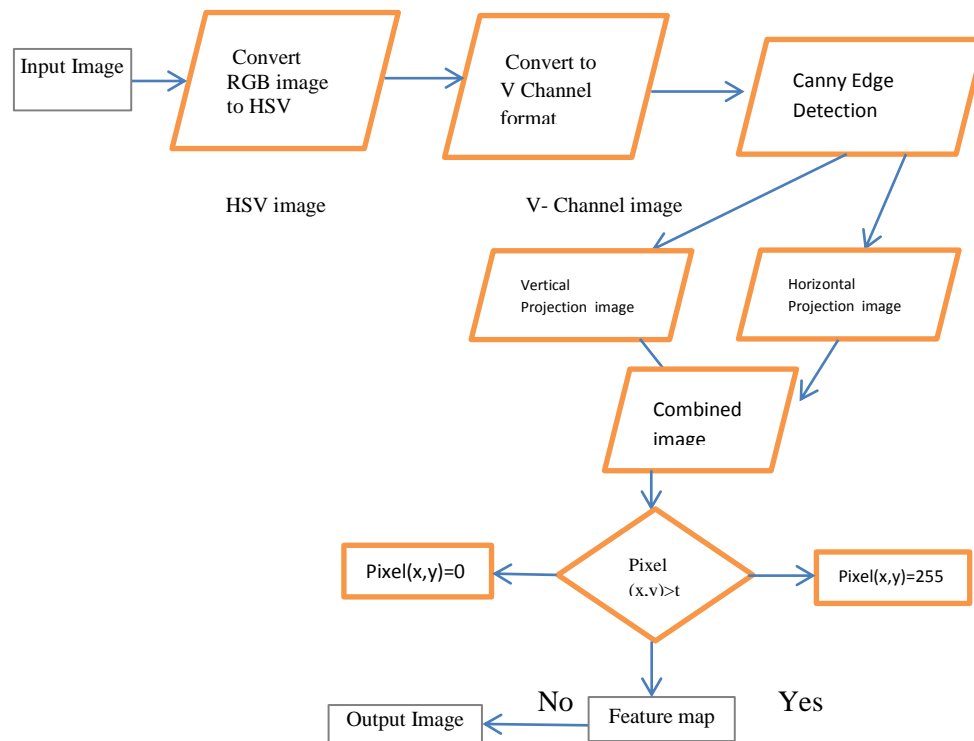 Input Image
Convert
RGB image
to HSV
Convert to
V Channel
format
Canny Edge
Detection
HSV image
V- Channel image
Vertical
Projection image
Horizontal
Projection image
Combined
image
Pixel(x,y)=0
Pixel
(x,y)>t
Pixel(x,y)=255
No
Yes
Output Image
Feature map